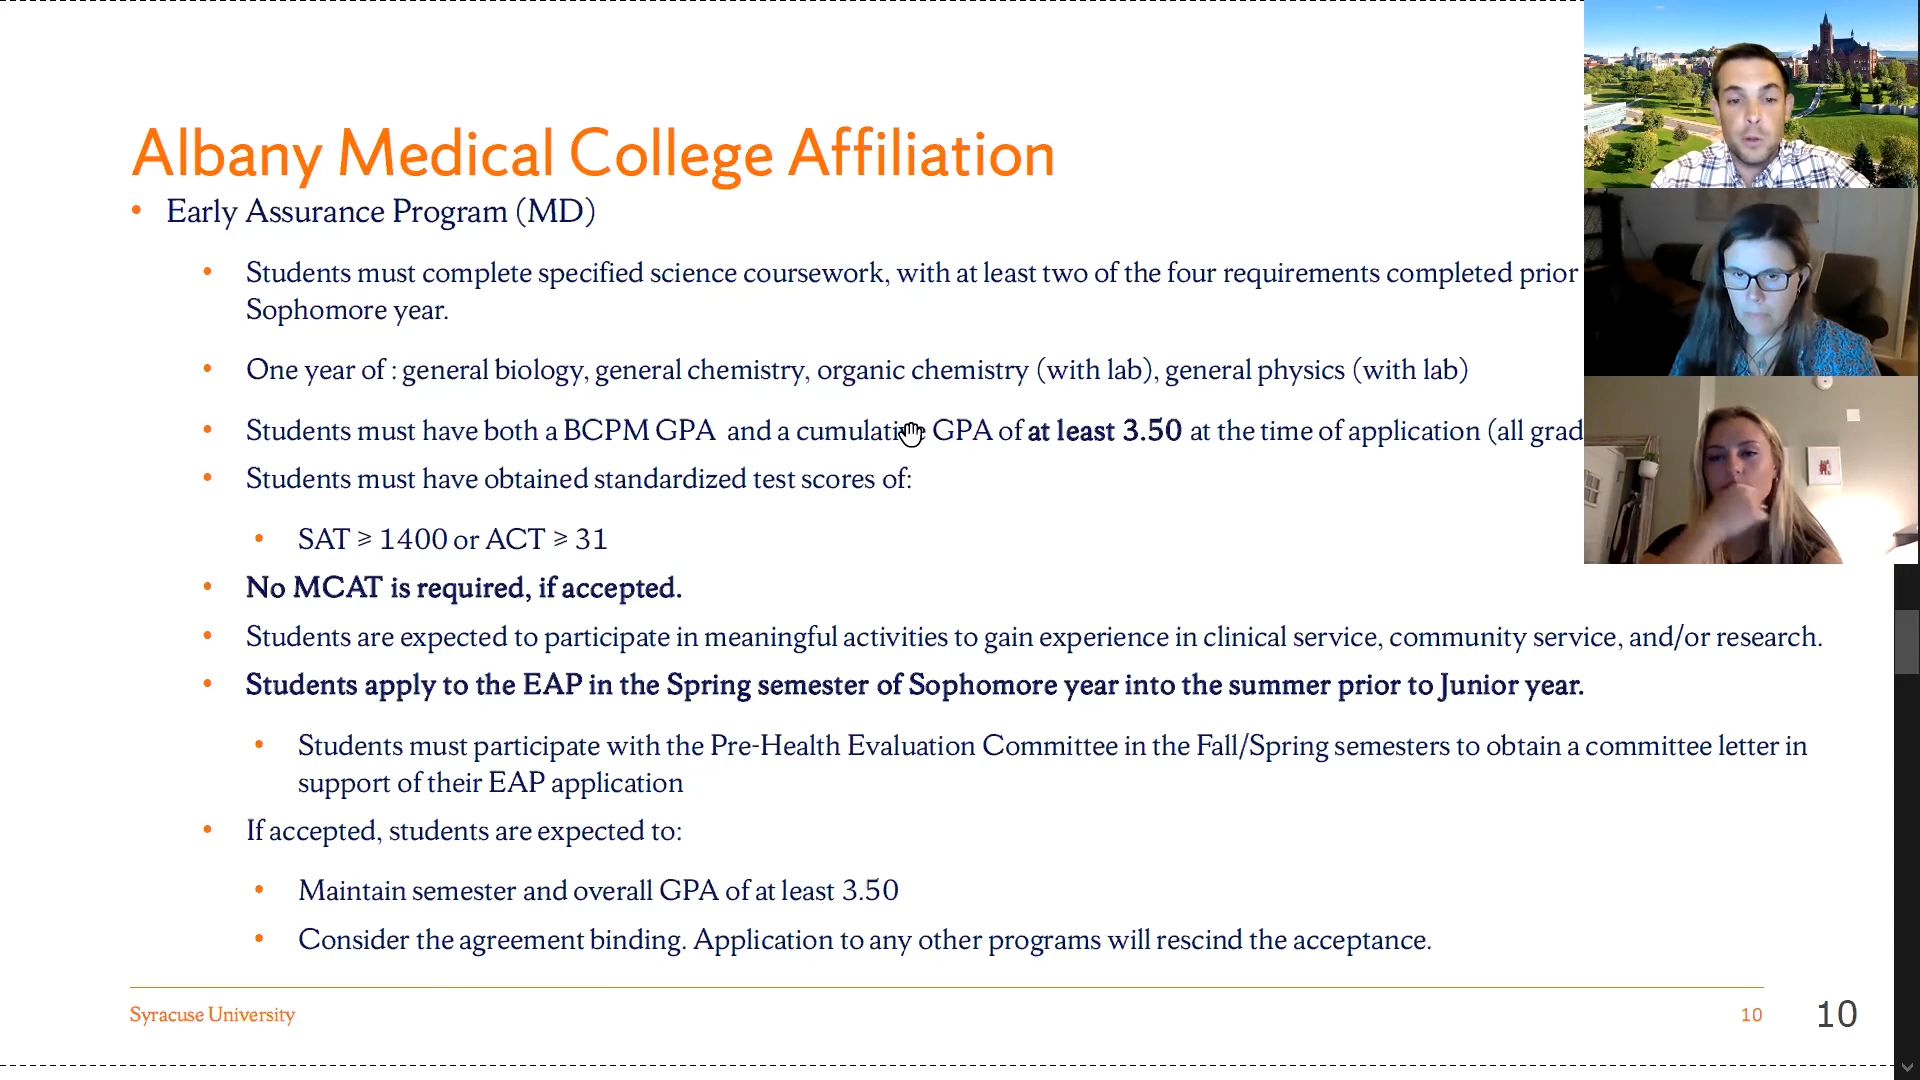 Albany Medical College Affiliation
• Early Assurance Program (MD)
• Students must complete specified science coursework, with at least two of the four requirements completed prior
Sophomore year.
• One year of : general biology, general chemistry, organic chemistry (with lab), general physics (with lab)
• Students must have both a BCPM GPA and a cumulative GPA of at least 3.50 at the time of application (all grad
• Students must have obtained standardized test scores of:
• SAT ≥ 1400 or ACT ≥ 31
• No MCAT is required, if accepted.
• Students are expected to participate in meaningful activities to gain experience in clinical service, community service, and/or research.
• Students apply to the EAP in the Spring semester of Sophomore year into the summer prior to Junior year.
• Students must participate with the Pre-Health Evaluation Committee in the Fall/Spring semesters to obtain a committee letter in
support of their EAP application
• If accepted, students are expected to:
• Maintain semester and overall GPA of at least 3.50
• Consider the agreement binding. Application to any other programs will rescind the acceptance.
Syracuse University
10
10